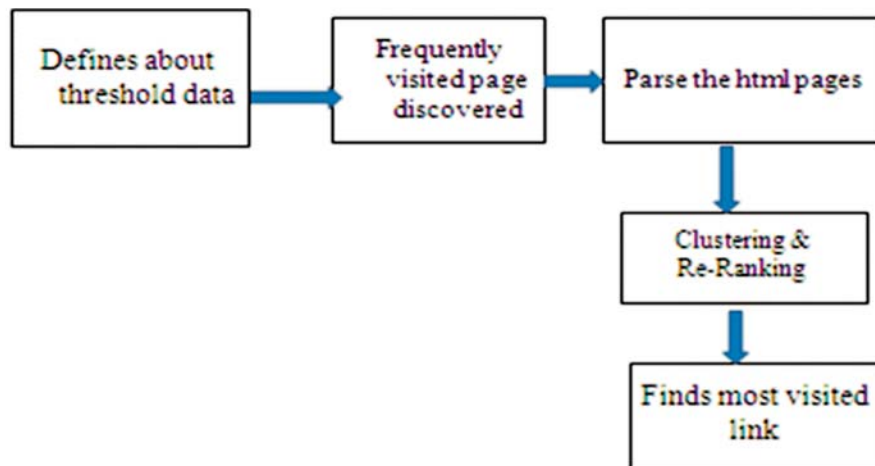 Defines about
threshold data
Frequently
visited page
discovered
Parse the html pages
Clustering &
Re-Ranking
Finds most visited
link